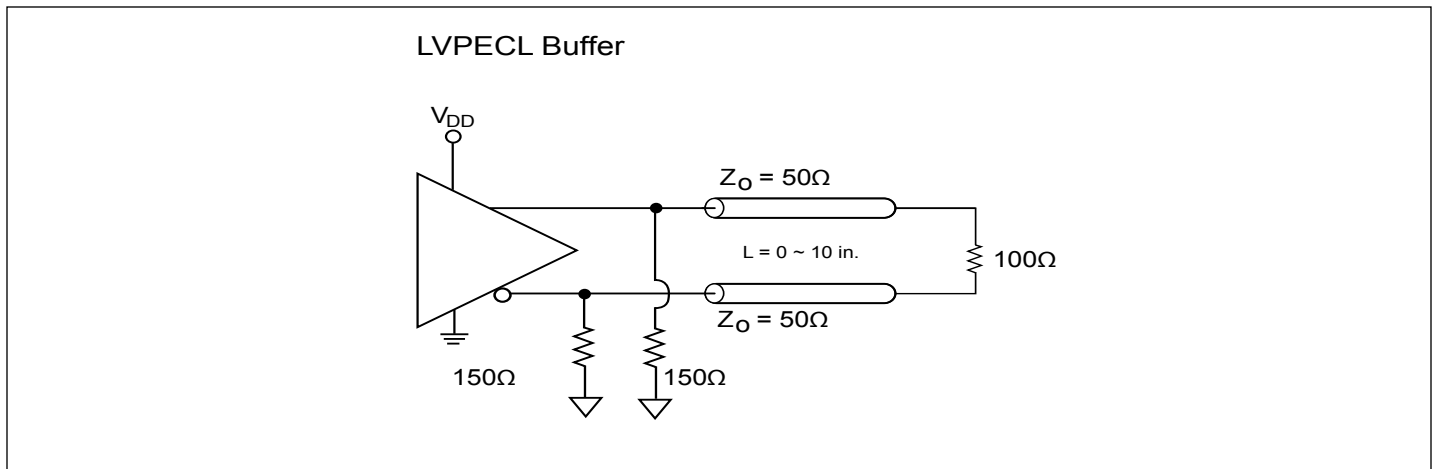 LVPECL Buffer
VDD
Zo = 50Ω
L = 0 ~ 10 in.
100Ω
Zo = 50Ω
150Ω
150Ω